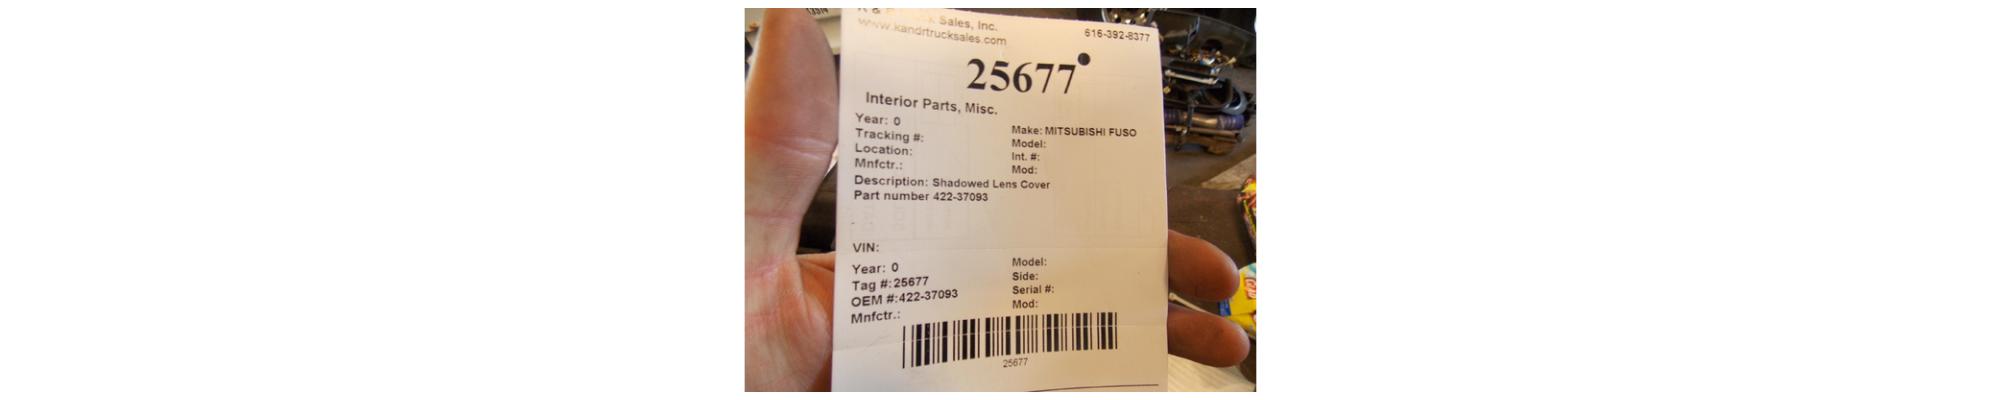 Sales, Inc.
www.kandrtrucksales.com
616-392-8377
25677
Interior Parts, Misc.
Year: 0
Tracking #:
Location:
Mnfctr.:
Make: MITSUBISHI FUSO
Model:
Int. #:
Mod:
Description: Shadowed Lens Cover
Part number 422-37093
VIN:
Year: 0
Tag #:25677
OEM #:422-37093
Mnfctr.:
Model:
Side:
Serial #:
Mod:
25677